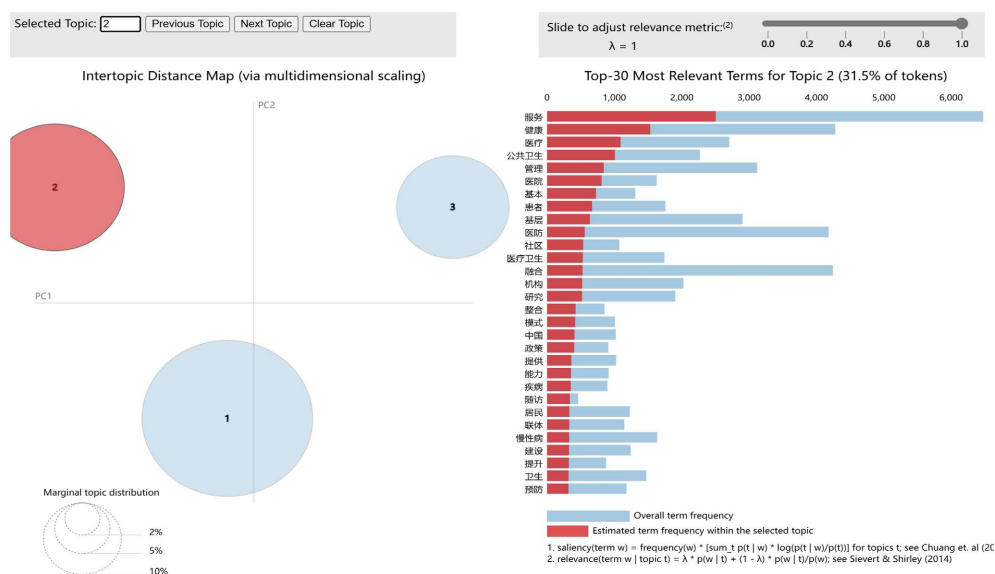 Selected Topic: 2 Previous Topic Next Topic Clear Topic
Slide to adjust relevance metric:(2)
λ = 1
0.0 0.2 0.4 0.6 0.8 1.0
Intertopic Distance Map (via multidimensional scaling)
PC2
PC1
2
3
1
Marginal topic distribution
2%
5%
10%
Top-30 Most Relevant Terms for Topic 2 (31.5% of tokens)
0 1,000 2,000 3,000 4,000 5,000 6,000
服务
健康
医疗
公共卫生
管理
医院
基本
患者
基层
医防
社区
医疗卫生
融合
机构
研究
整合
模式
中国
政策
提供
能力
疾病
随访
居民
联体
慢性病
建设
提升
卫生
预防
Overall term frequency
Estimated term frequency within the selected topic
1. saliency(term w) = frequency(w) * [sum_t p(t | w) * log(p(t | w)/p(t))] for topics t; see Chuang et. al (20
2. relevance(term w | topic t) = λ * p(w | t) + (1 - λ) * p(w | t)/p(w); see Sievert & Shirley (2014)